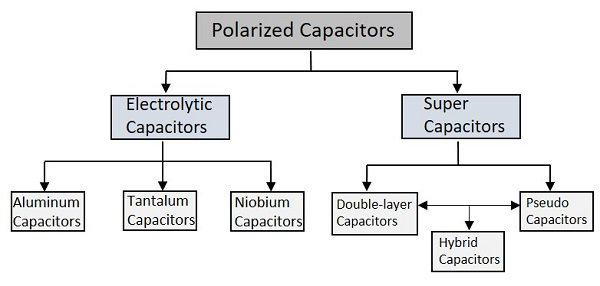 Polarized Capacitors
Electrolytic
Capacitors
Super
Capacitors
Aluminum
Capacitors
Tantalum
Capacitors
Niobium
Capacitors
Double-layer
Capacitors
Pseudo
Capacitors
Hybrid
Capacitors